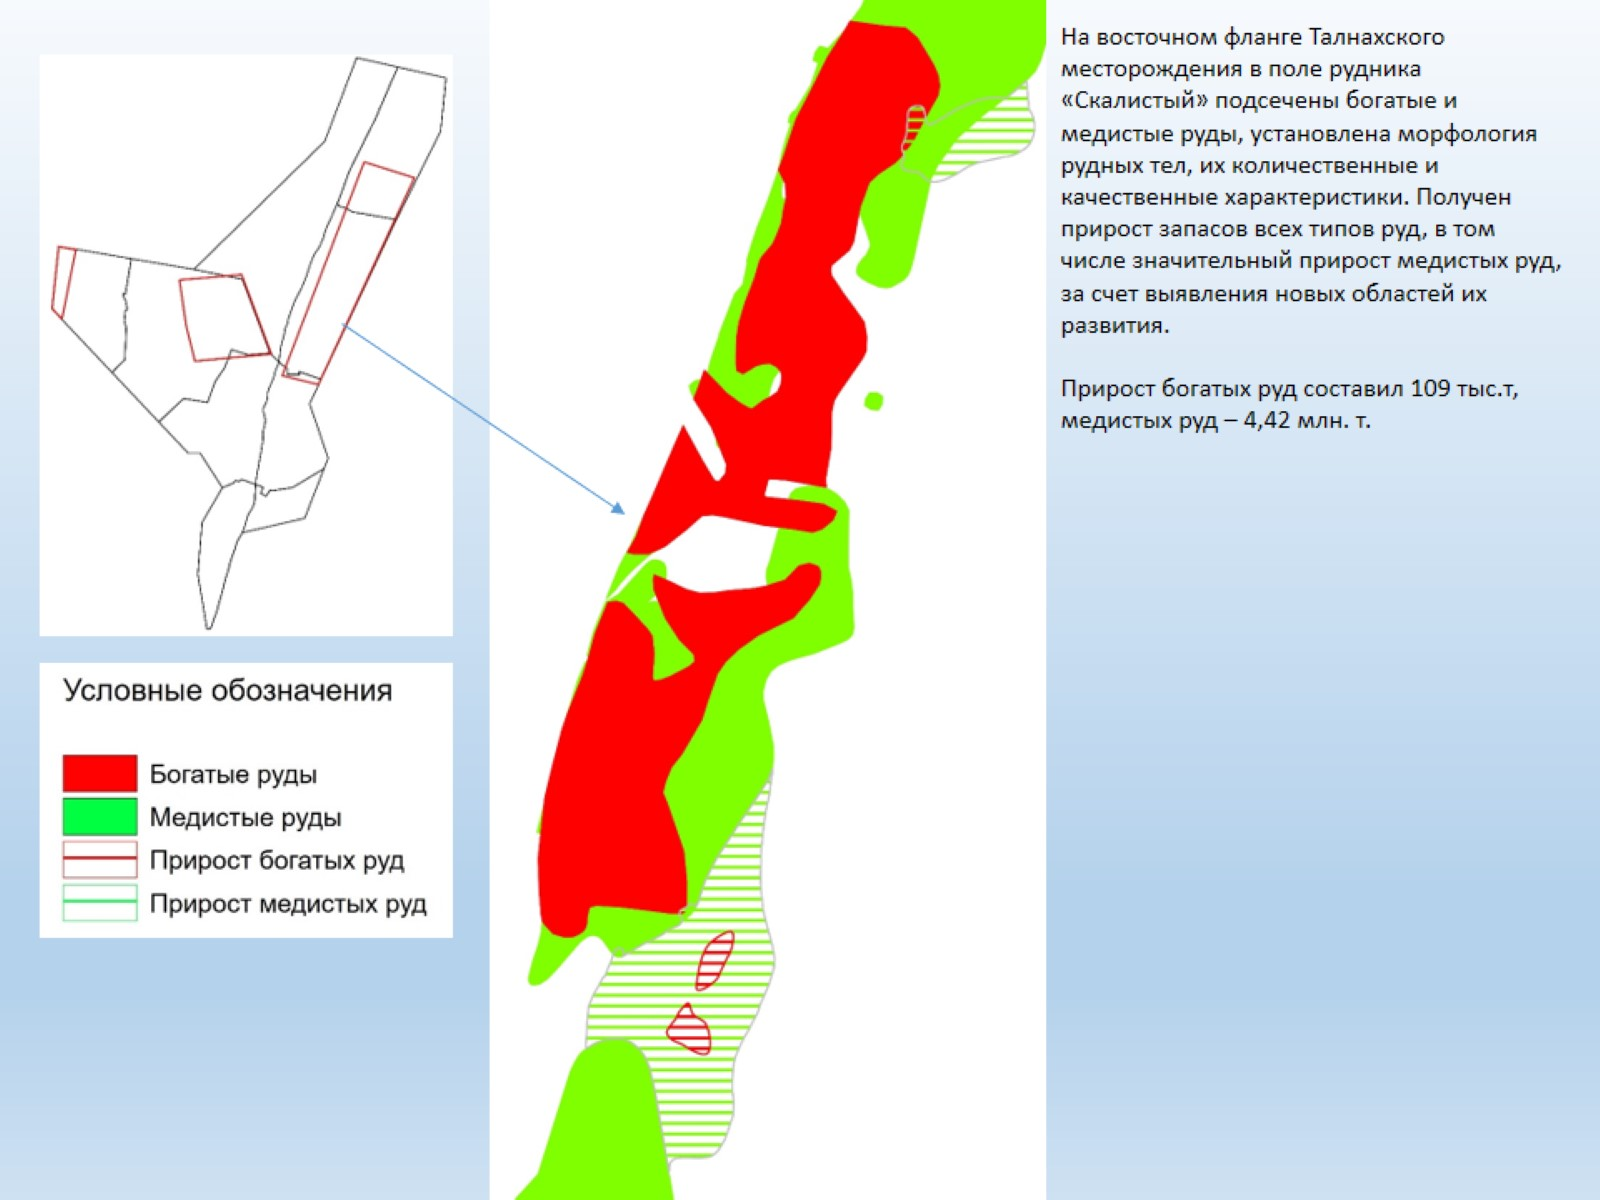 На восточном фланге Талнахского
месторождения в поле рудника
«Скалистый» подсечены богатые и
медистые руды, установлена морфология
рудных тел, их количественные и
качественные характеристики. Получен
прирост запасов всех типов руд, в том
числе значительный прирост медистых руд,
за счет выявления новых областей их
развития.
Прирост богатых руд составил 109 тыс.т,
медистых руд – 4,42 млн. т.
Условные обозначения
Богатые руды
Медистые руды
Прирост богатых руд
Прирост медистых руд